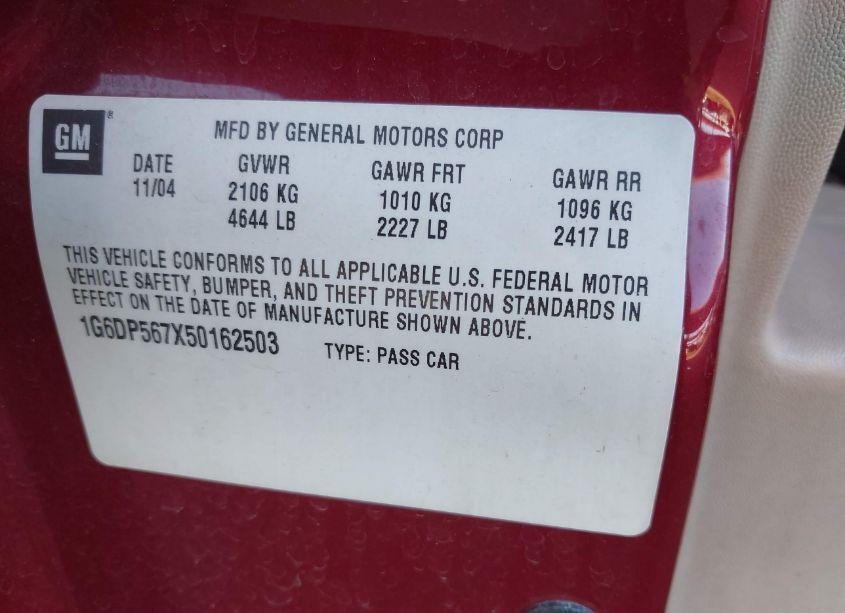 GM®
MFD BY GENERAL MOTORS CORP
DATE GVWR GAWR FRT GAWR RR
11/04 2106 KG 1010 KG 1096 KG
4644 LB 2227 LB 2417 LB
THIS VEHICLE CONFORMS TO ALL APPLICABLE U.S. FEDERAL MOTOR
VEHICLE SAFETY, BUMPER, AND THEFT PREVENTION STANDARDS IN
EFFECT ON THE DATE OF MANUFACTURE SHOWN ABOVE.
1G6DP567X50162503 TYPE: PASS CAR